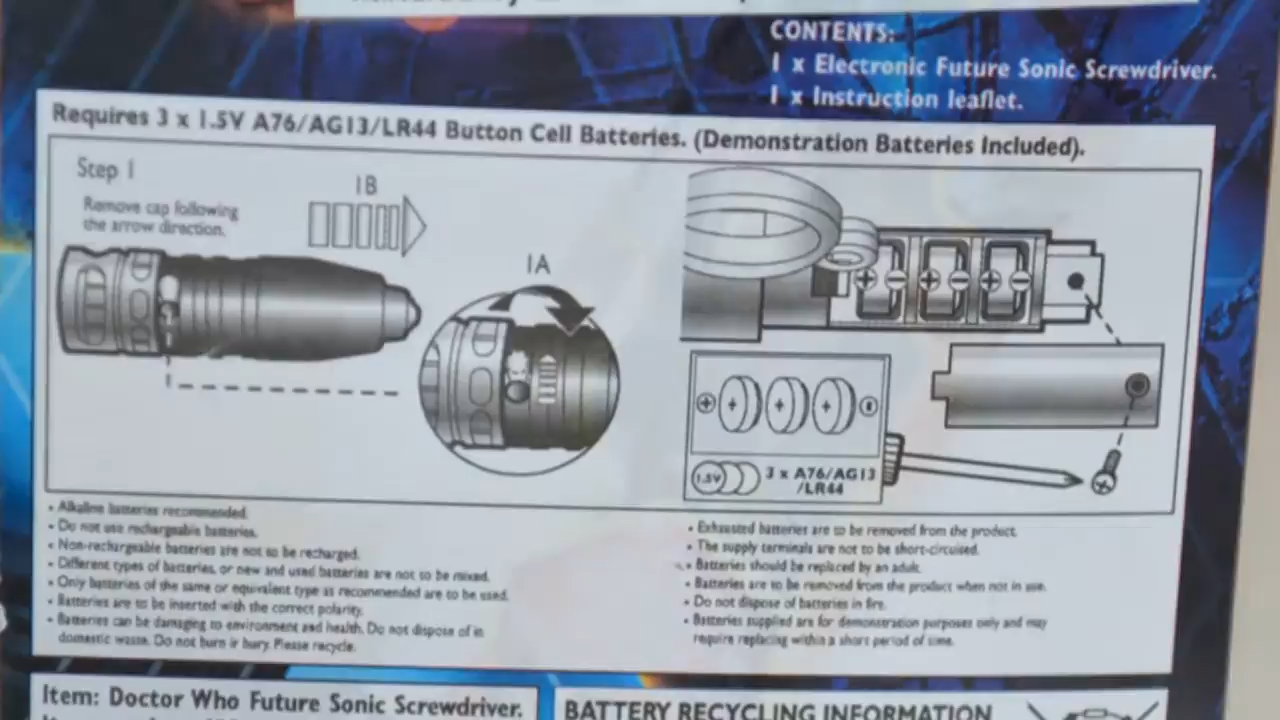 CONTENTS:
1 x Electronic Future Sonic Screwdriver.
1 x Instruction leaflet.
Requires 3 x 1.5V A76/AG13/LR44 Button Cell Batteries. (Demonstration Batteries Included).
Step 1
Remove cap following
the arrow direction.
1B
1A
1.5V
3 x A76/AG13
/LR44
• Alkaline batteries recommended.
• Do not use rechargeable batteries.
• Non-rechargeable batteries are not to be recharged.
• Different types of batteries, or new and used batteries are not to be mixed.
• Only batteries of the same or equivalent type as recommended are to be used.
• Batteries are to be inserted with the correct polarity.
• Batteries can be damaging to environment and health. Do not dispose of in
domestic waste. Do not burn ir bury. Please recycle.
• Exhausted batteries are to be removed from the product.
• The supply terminals are not to be short-circuited.
• Batteries should be replaced by an adult.
• Batteries are to be removed from the product when not in use.
• Do not dispose of batteries in fire.
• Batteries supplied are for demonstration purposes only and may
require replacing within a short period of time.
Item: Doctor Who Future Sonic Screwdriver.
BATTERY RECYCLING INFORMATION